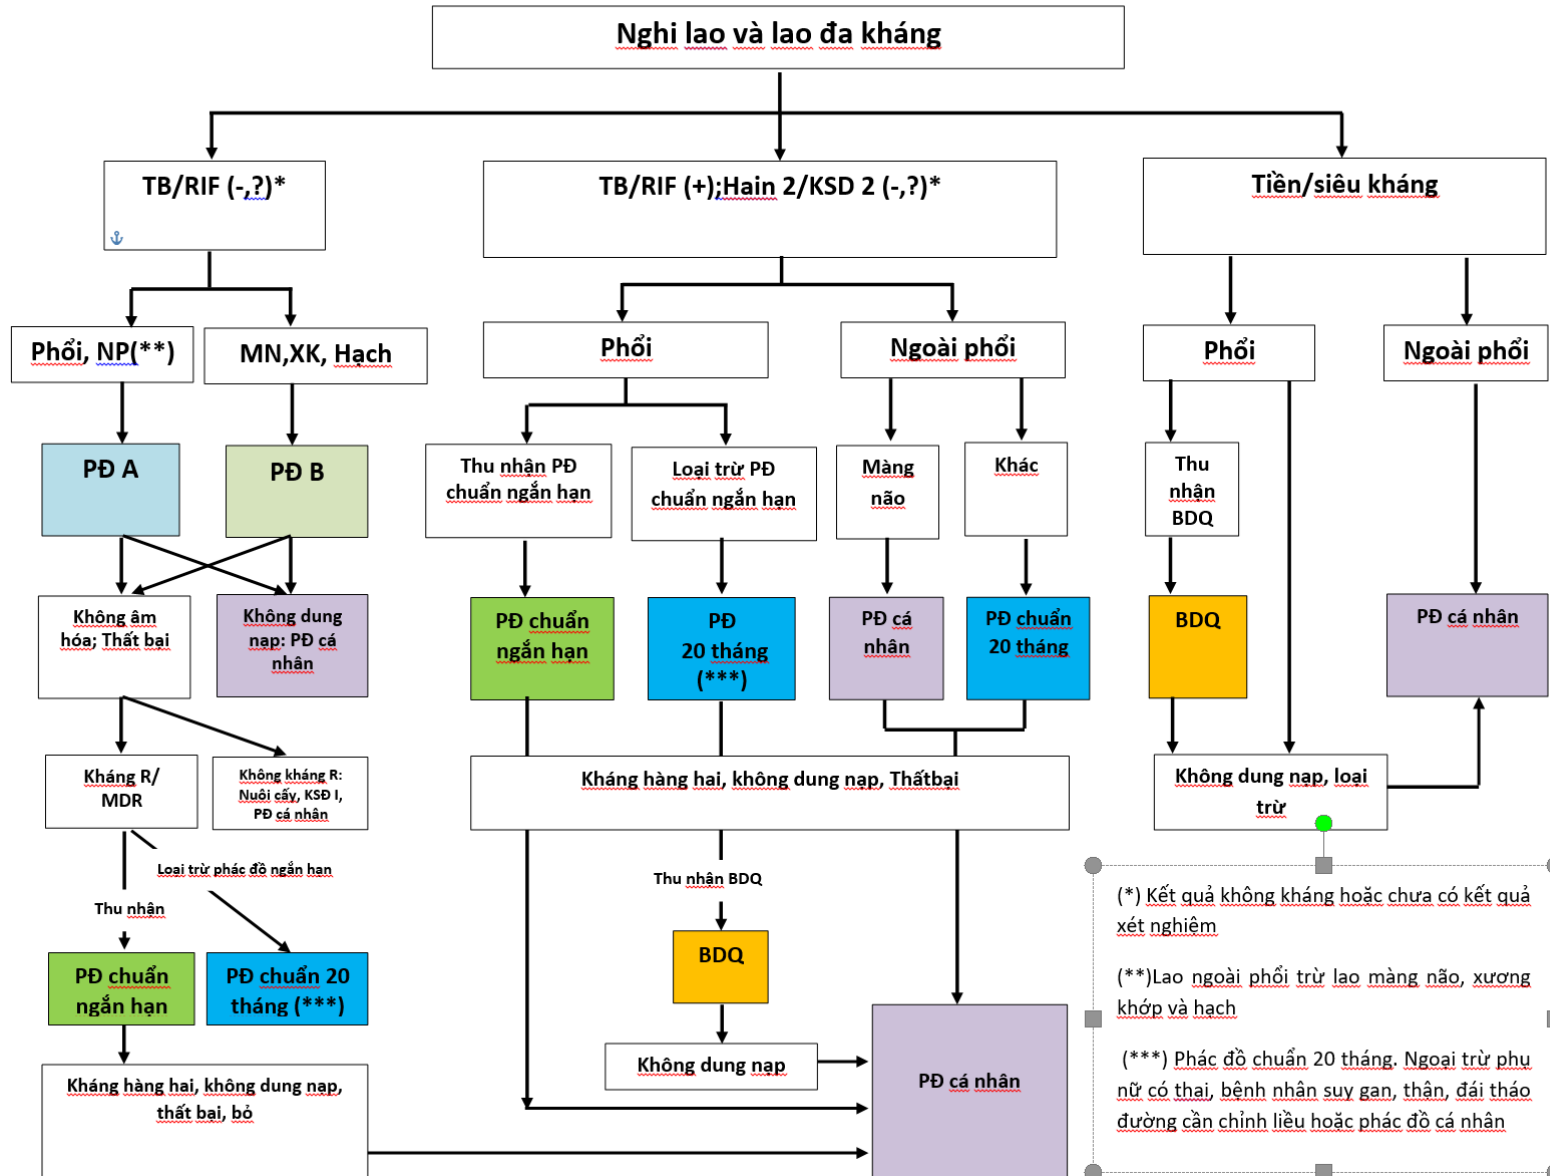 Nghi lao và lao đa kháng
TB/RIF (-,?)*
TB/RIF (+);Hain 2/KSD 2 (-,?)*
Tiền/siêu kháng
Phổi, NP(**)
MN,XK, Hạch
Phổi
Ngoài phổi
Phổi
Ngoài phổi
PĐ A
PĐ B
Thu nhận PĐ
chuẩn ngắn hạn
Loại trừ PĐ
chuẩn ngắn hạn
Màng
não
Khác
Thu
nhận
BDQ
Không âm
hóa; Thất bại
Không dung
nạp: PĐ cá
nhân
PĐ chuẩn
ngắn hạn
PĐ
20 tháng
(***)
PĐ cá
nhân
PĐ chuẩn
20 tháng
BDQ
PĐ cá nhân
Kháng R/
MDR
Không kháng R:
Nuôi cấy, KSĐ I,
PĐ cá nhân
Kháng hàng hai, không dung nạp, Thấtbại
Không dung nạp, loại
trừ
Loại trừ phác đồ ngắn hạn
Thu nhận
Thu nhận BDQ
PĐ chuẩn
ngắn hạn
PĐ chuẩn 20
tháng (***)
BDQ
Không dung nạp
PĐ cá nhân
Kháng hàng hai, không dung nạp,
thất bại, bỏ
(*) Kết quả không kháng hoặc chưa có kết quả
xét nghiệm
(**)Lao ngoài phổi trừ lao màng não, xương
khớp và hạch
(***) Phác đồ chuẩn 20 tháng. Ngoại trừ phụ
nữ có thai, bệnh nhân suy gan, thận, đái tháo
đường cần chỉnh liều hoặc phác đồ cá nhân